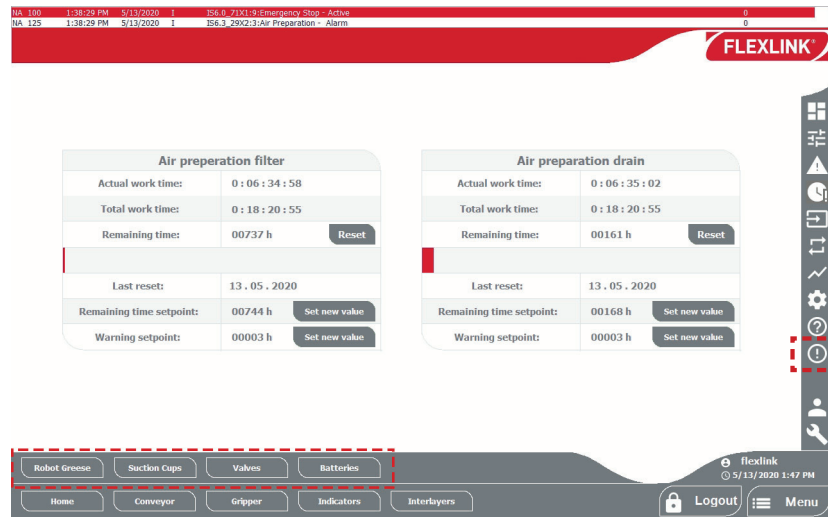 NA 100 1:38:29 PM 5/13/2020 I IS6.0_71X1:9:Emergency Stop - Active 0
NA 125 1:38:29 PM 5/13/2020 I IS6.3_29X2:3:Air Preparation - Alarm 0
FLEXLINK®
Air preperation filter
Actual work time: 0 : 06 : 34 : 58
Total work time: 0 : 18 : 20 : 55
Remaining time: 00737 h Reset
Last reset: 13 . 05 . 2020
Remaining time setpoint: 00744 h Set new value
Warning setpoint: 00003 h Set new value
Air preparation drain
Actual work time: 0 : 06 : 35 : 02
Total work time: 0 : 18 : 20 : 55
Remaining time: 00161 h Reset
Last reset: 13 . 05 . 2020
Remaining time setpoint: 00168 h Set new value
Warning setpoint: 00003 h Set new value
Robot Greese Suction Cups Valves Batteries
flexlink
5/13/2020 1:47 PM
Home Conveyor Gripper Indicators Interlayers Logout Menu